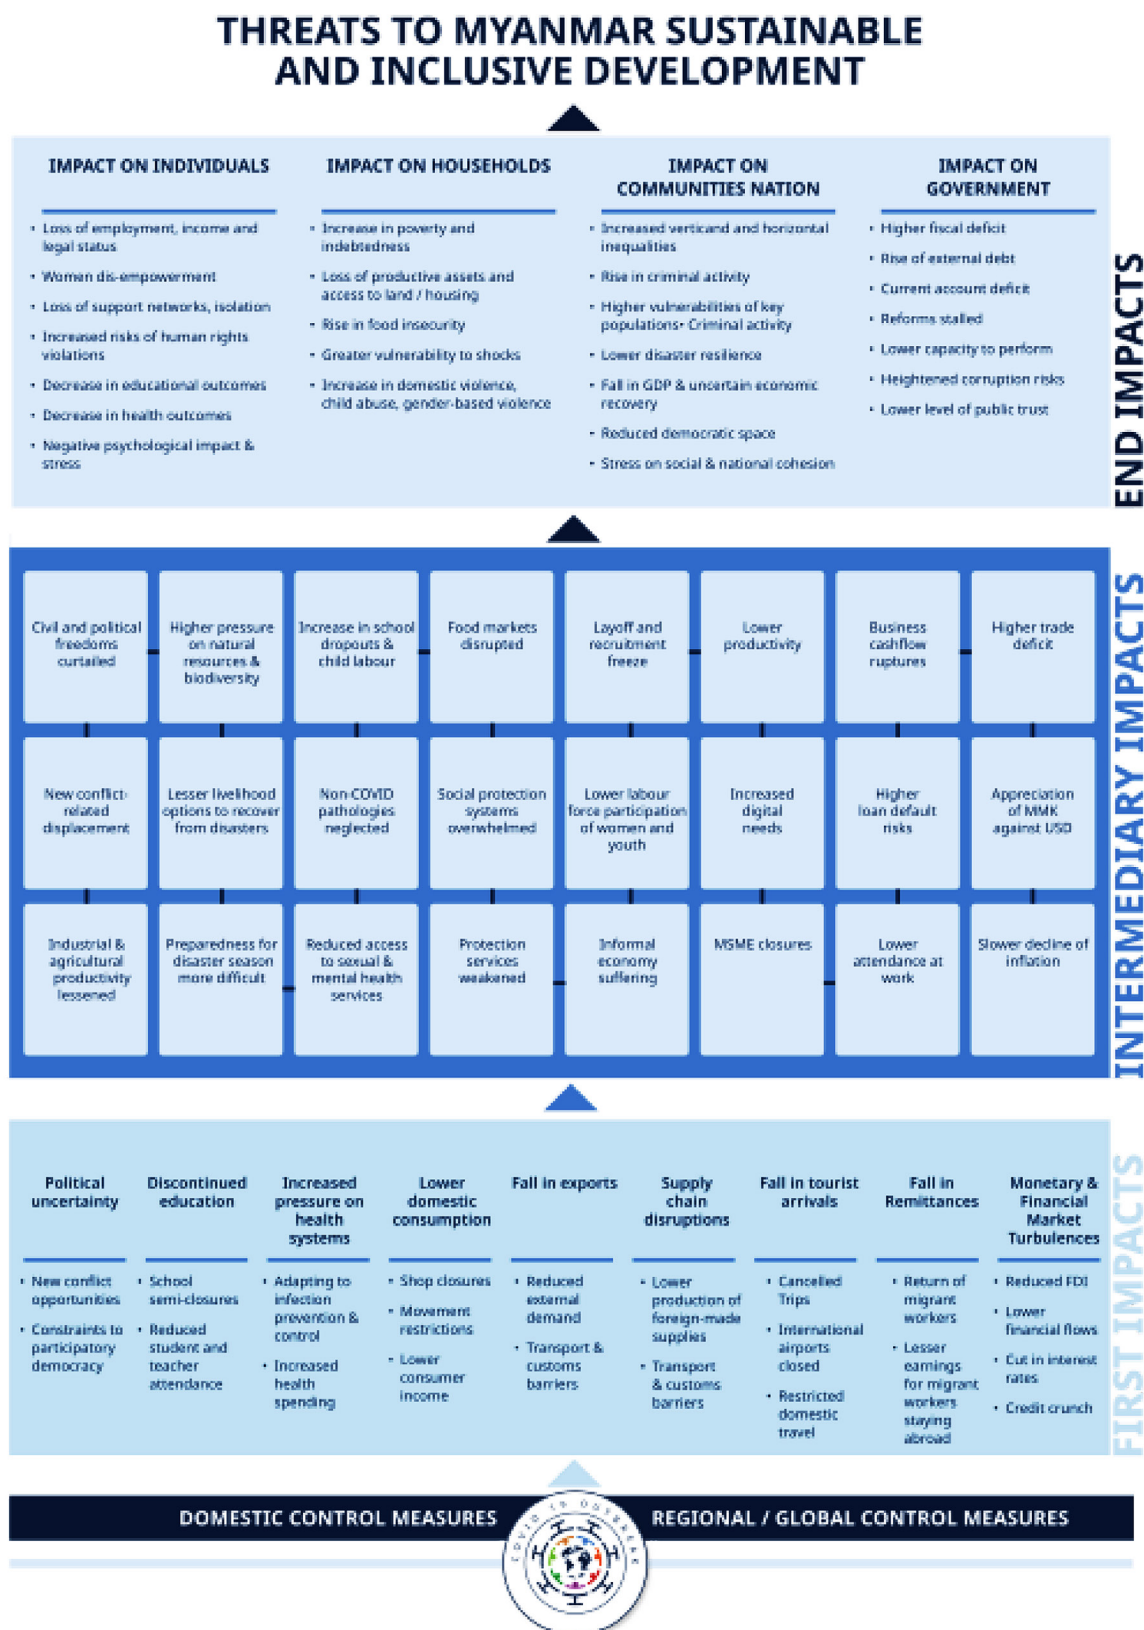 THREATS TO MYANMAR SUSTAINABLE
AND INCLUSIVE DEVELOPMENT
IMPACT ON INDIVIDUALS
• Loss of employment, income and
legal status
• Women dis-empowerment
• Loss of support networks, isolation
• Increased risks of human rights
violations
• Decrease in educational outcomes
• Decrease in health outcomes
• Negative psychological impact &
stress
IMPACT ON HOUSEHOLDS
• Increase in poverty and
indebtedness
• Loss of productive assets and
access to land / housing
• Rise in food insecurity
• Greater vulnerability to shocks
• Increase in domestic violence,
child abuse, gender-based violence
IMPACT ON
COMMUNITIES NATION
• Increased verticand and horizontal
inequalities
• Rise in criminal activity
• Higher vulnerabilities of key
populations• Criminal activity
• Lower disaster resilience
• Fall in GDP & uncertain economic
recovery
• Reduced democratic space
• Stress on social & national cohesion
IMPACT ON
GOVERNMENT
• Higher fiscal deficit
• Rise of external debt
• Current account deficit
• Reforms stalled
• Lower capacity to perform
• Heightened corruption risks
• Lower level of public trust
END IMPACTS
Civil and political
freedoms
curtailed
Higher pressure
on natural
resources &
biodiversity
Increase in school
dropouts &
child labour
Food markets
disrupted
Layoff and
recruitment
freeze
Lower
productivity
Business
cashflow
ruptures
Higher trade
deficit
New conflict-
related
displacement
Lesser livelihood
options to recover
from disasters
Non-COVID
pathologies
neglected
Social protection
systems
overwhelmed
Lower labour
force participation
of women and
youth
Increased
digital
needs
Higher
loan default
risks
Appreciation
of MMK
against USD
Industrial &
agricultural
productivity
lessened
Preparedness for
disaster season
more difficult
Reduced access
to sexual &
mental health
services
Protection
services
weakened
Informal
economy
suffering
MSME closures
Lower
attendance at
work
Slower decline of
inflation
INTERMEDIARY IMPACTS
Political
uncertainty
• New conflict
opportunities
• Constraints to
participatory
democracy
Discontinued
education
• School
semi-closures
• Reduced
student and
teacher
attendance
Increased
pressure on
health
systems
• Adapting to
infection
prevention &
control
• Increased
health
spending
Lower
domestic
consumption
• Shop closures
• Movement
restrictions
• Lower
consumer
income
Fall in exports
• Reduced
external
demand
• Transport &
customs
barriers
Supply
chain
disruptions
• Lower
production of
foreign-made
supplies
• Transport
& customs
barriers
Fall in tourist
arrivals
• Cancelled
Trips
• International
airports
closed
• Restricted
domestic
travel
Fall in
Remittances
• Return of
migrant
workers
• Lesser
earnings
for migrant
workers
staying
abroad
Monetary &
Financial
Market
Turbulences
• Reduced FDI
• Lower
financial flows
• Cut in interest
rates
• Credit crunch
FIRST IMPACTS
DOMESTIC CONTROL MEASURES
COVID 19 OUTBREAK
REGIONAL / GLOBAL CONTROL MEASURES